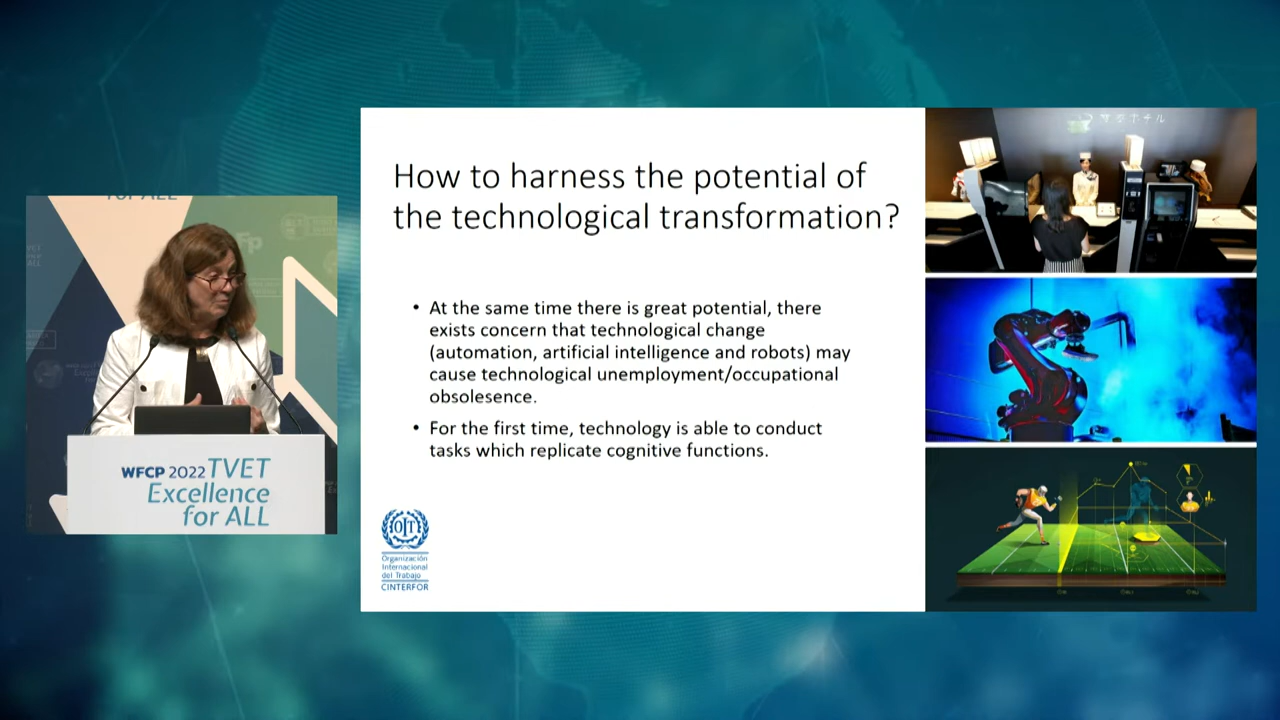 for ALL
WFCP 2022 TVET
Excellence
for ALL
How to harness the potential of
the technological transformation?
• At the same time there is great potential, there
exists concern that technological change
(automation, artificial intelligence and robots) may
cause technological unemployment/occupational
obsolesence.
• For the first time, technology is able to conduct
tasks which replicate cognitive functions.
OIT
Organización
Internacional
del Trabajo
CINTERFOR